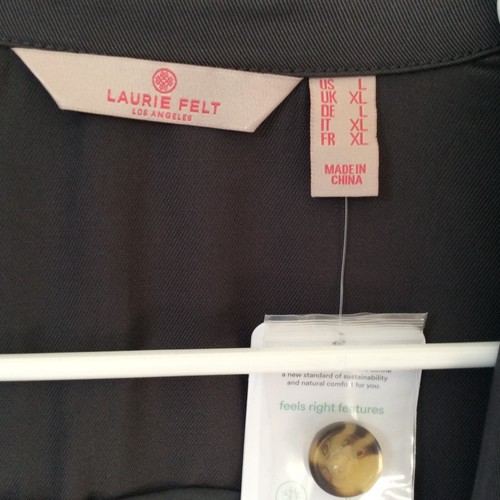 LAURIE FELT
LOS ANGELES
US L
UK XL
DE L
IT XL
FR XL
MADE IN
CHINA
a new standard of sustainability
and natural comfort for you.
feels right features